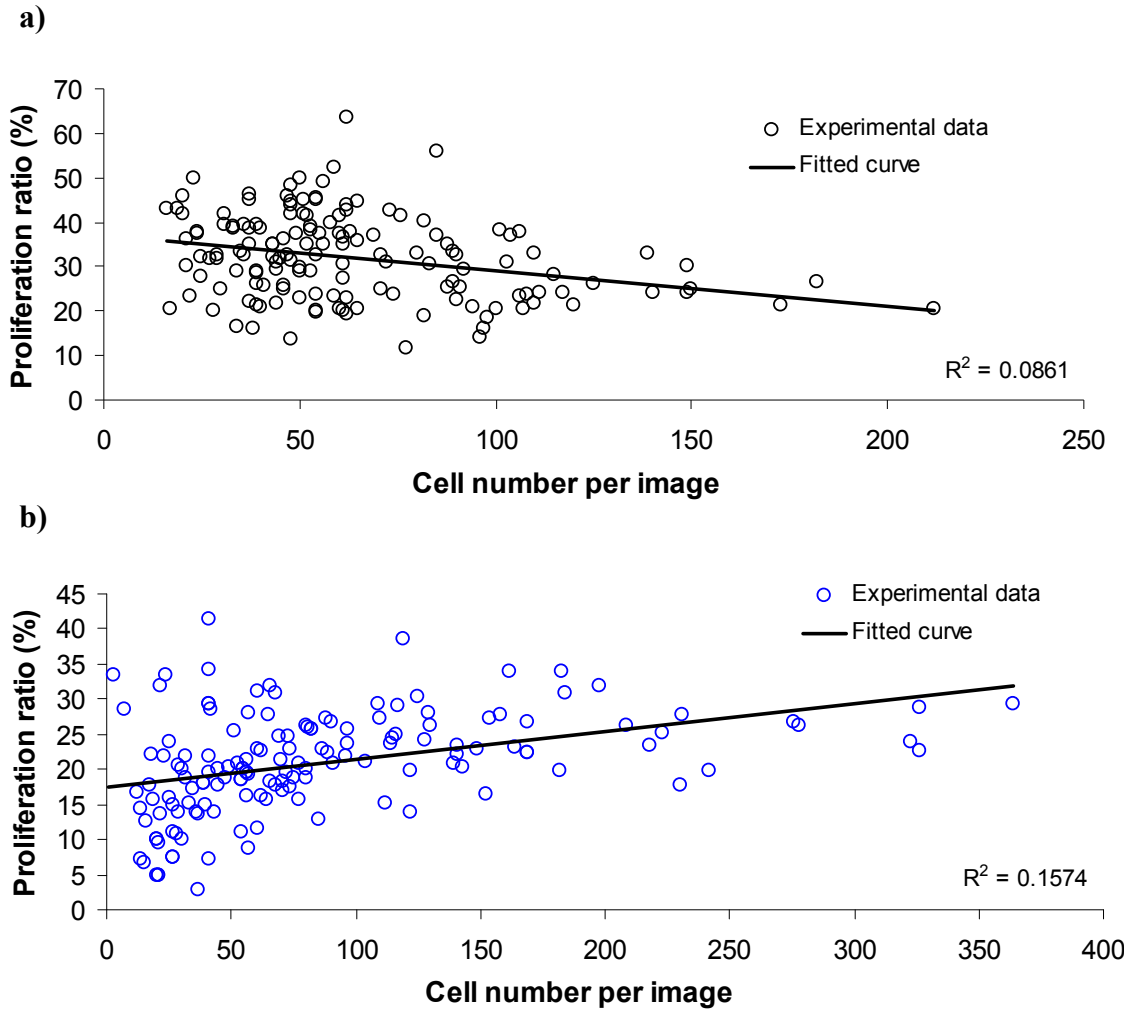 a)
70
60
50
40
30
20
10
0
Proliferation ratio (%)
Experimental data
Fitted curve
R² = 0.0861
0 50 100 150 200 250
Cell number per image
b)
45
40
35
30
25
20
15
10
5
0
Proliferation ratio (%)
Experimental data
Fitted curve
R² = 0.1574
0 50 100 150 200 250 300 350 400
Cell number per image